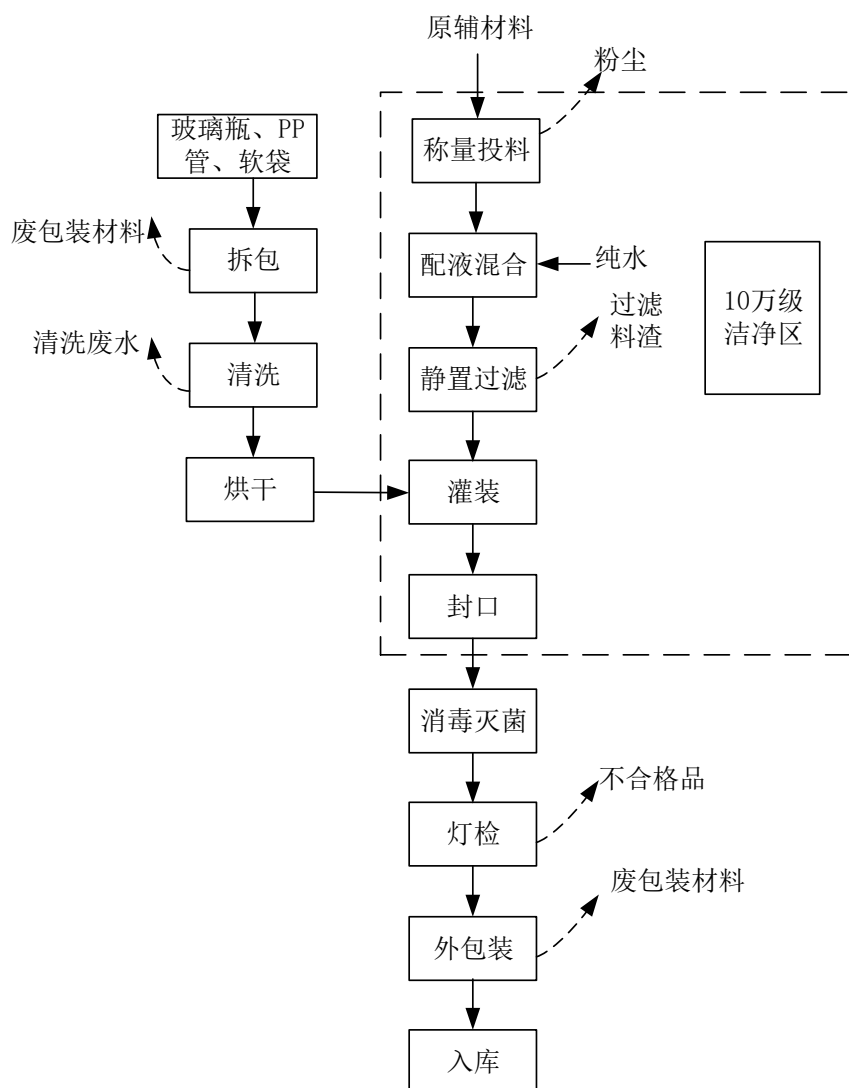 原辅材料
粉尘
玻璃瓶、PP
管、软袋
称量投料
废包装材料
拆包
配液混合
纯水
10万级
洁净区
过滤
料渣
清洗废水
清洗
静置过滤
烘干
灌装
封口
消毒灭菌
不合格品
灯检
废包装材料
外包装
入库